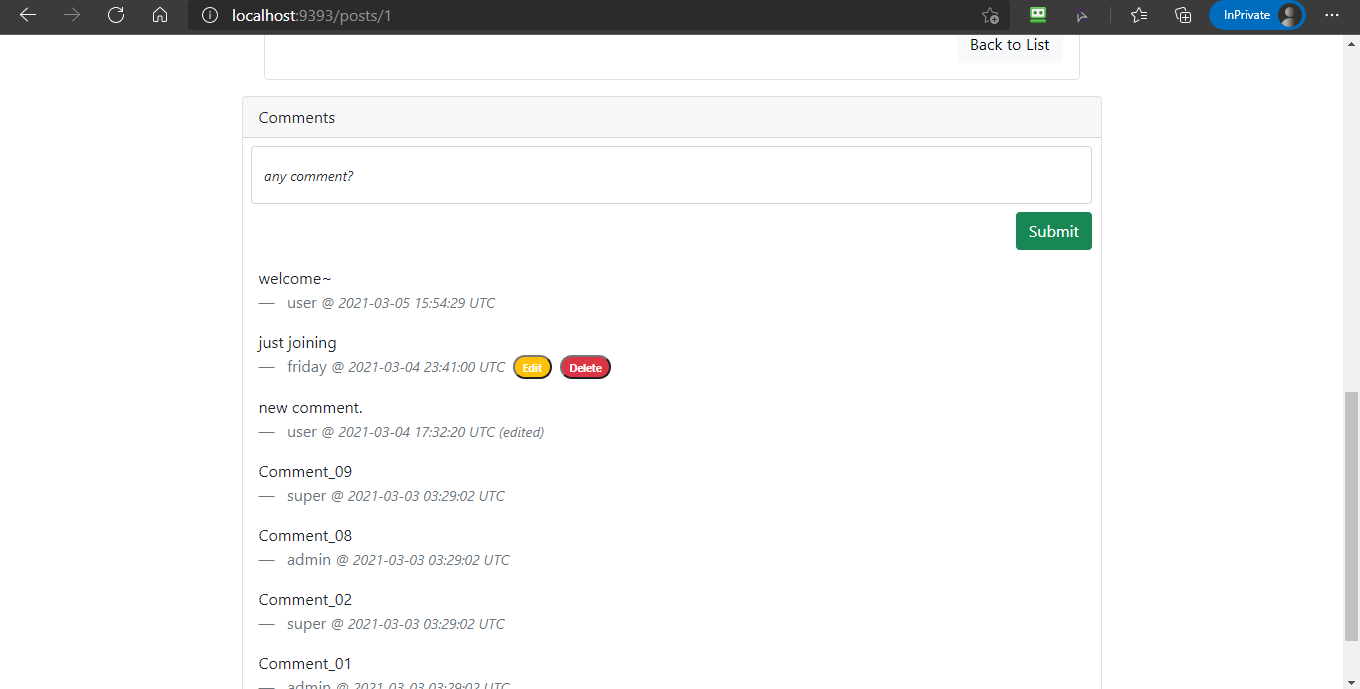 localhost:9393/posts/1
InPrivate
Back to List
Comments
any comment?
Submit
welcome~
— user @ 2021-03-05 15:54:29 UTC
just joining
— friday @ 2021-03-04 23:41:00 UTC Edit Delete
new comment.
— user @ 2021-03-04 17:32:20 UTC (edited)
Comment_09
— super @ 2021-03-03 03:29:02 UTC
Comment_08
— admin @ 2021-03-03 03:29:02 UTC
Comment_02
— super @ 2021-03-03 03:29:02 UTC
Comment_01
— admin @ 2021-03-03 03:29:02 UTC